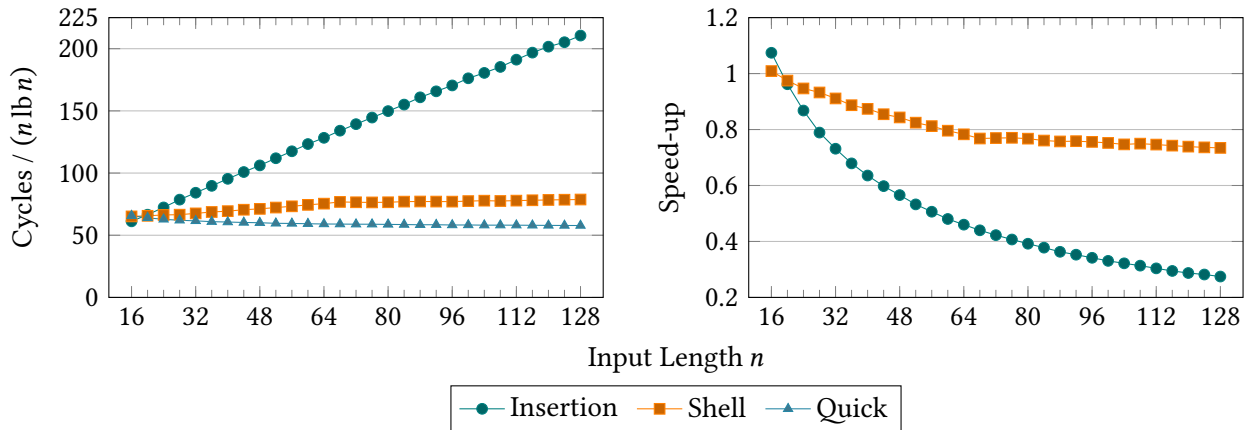 Cycles / (n lb n)
225
200
150
100
50
0
16 32 48 64 80 96 112 128
Speed-up
1.2
1
0.8
0.6
0.4
0.2
16 32 48 64 80 96 112 128
Input Length n
Insertion Shell Quick